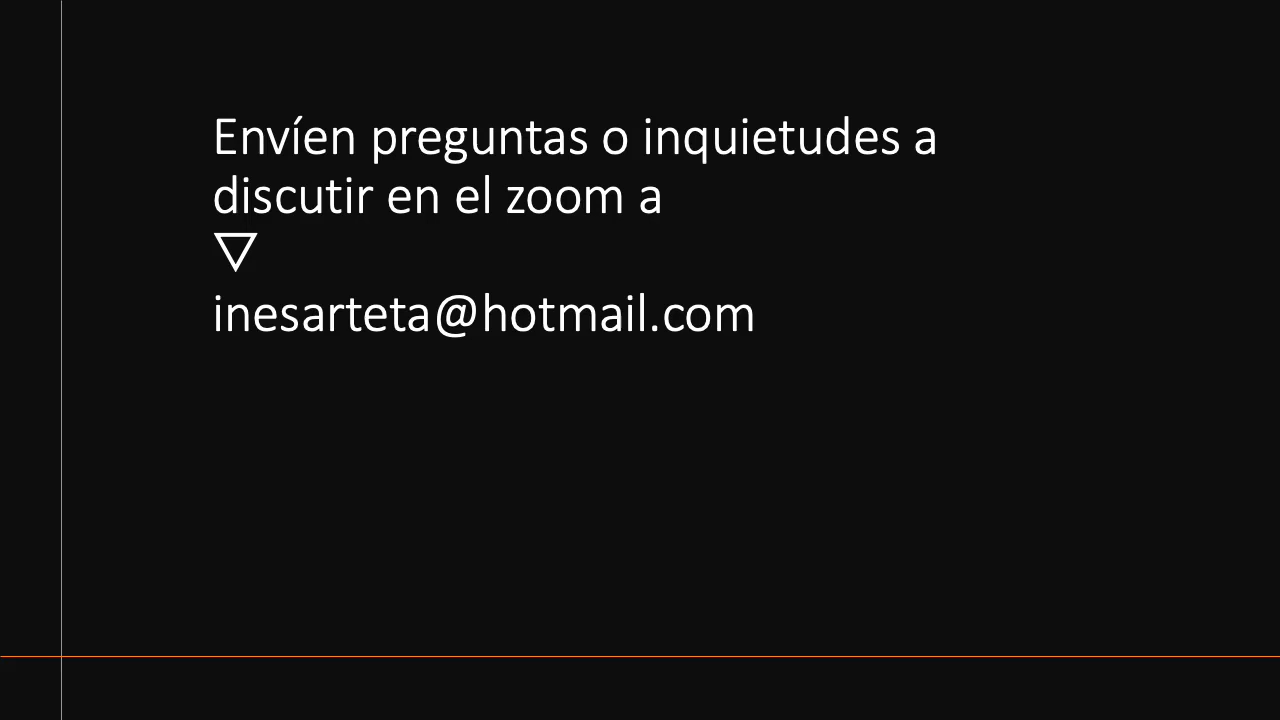 Envíen preguntas o inquietudes a
discutir en el zoom a
▽
inesarteta@hotmail.com